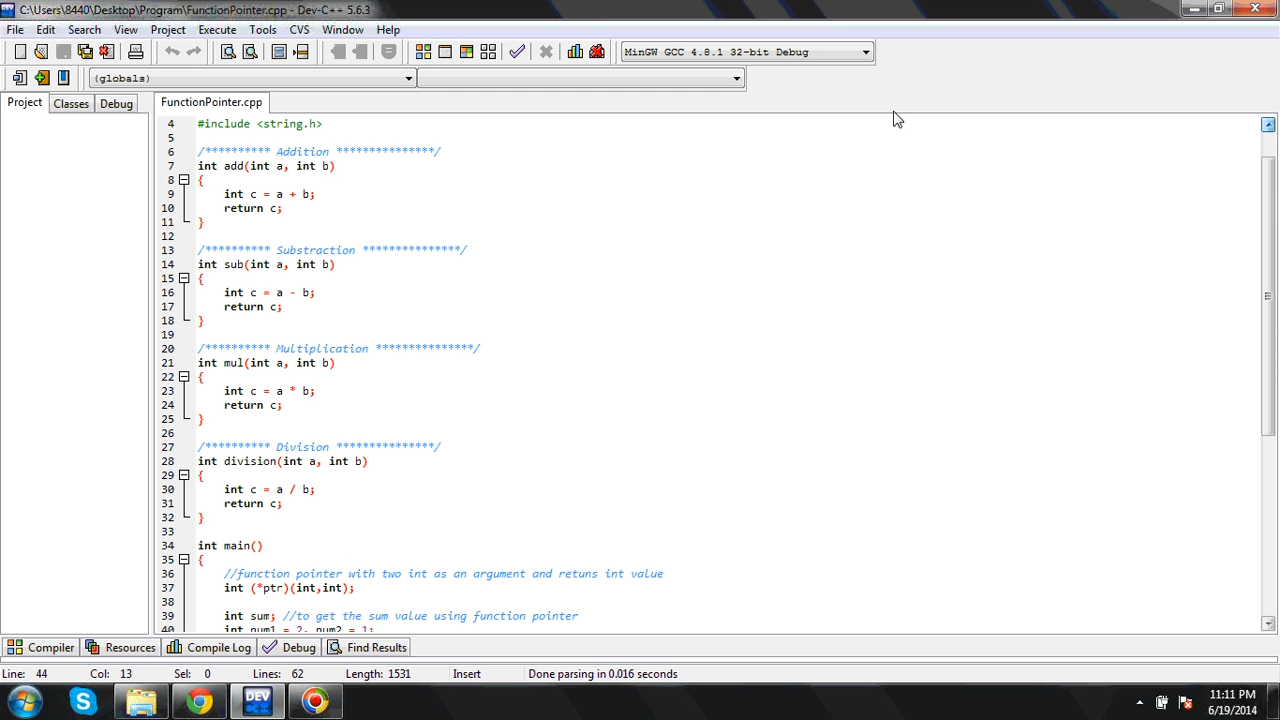 C:\Users\8440\Desktop\Program\FunctionPointer.cpp - Dev-C++ 5.6.3
File Edit Search View Project Execute Tools CVS Window Help
MinGW GCC 4.8.1 32-bit Debug
(globals)
Project Classes Debug FunctionPointer.cpp
4 #include <string.h>
5
6 /********** Addition ***************/
7 int add(int a, int b)
8 {
9 int c = a + b;
10 return c;
11 }
12
13 /********** Substraction ***************/
14 int sub(int a, int b)
15 {
16 int c = a - b;
17 return c;
18 }
19
20 /********** Multiplication ***************/
21 int mul(int a, int b)
22 {
23 int c = a * b;
24 return c;
25 }
26
27 /********** Division ***************/
28 int division(int a, int b)
29 {
30 int c = a / b;
31 return c;
32 }
33
34 int main()
35 {
36 //function pointer with two int as an argument and retuns int value
37 int (*ptr)(int,int);
38
39 int sum; //to get the sum value using function pointer
40 int num1 = 2, num2 = 1;
Compiler Resources Compile Log Debug Find Results
Line: 44 Col: 13 Sel: 0 Lines: 62 Length: 1531 Insert Done parsing in 0.016 seconds
DEV
11:11 PM
6/19/2014